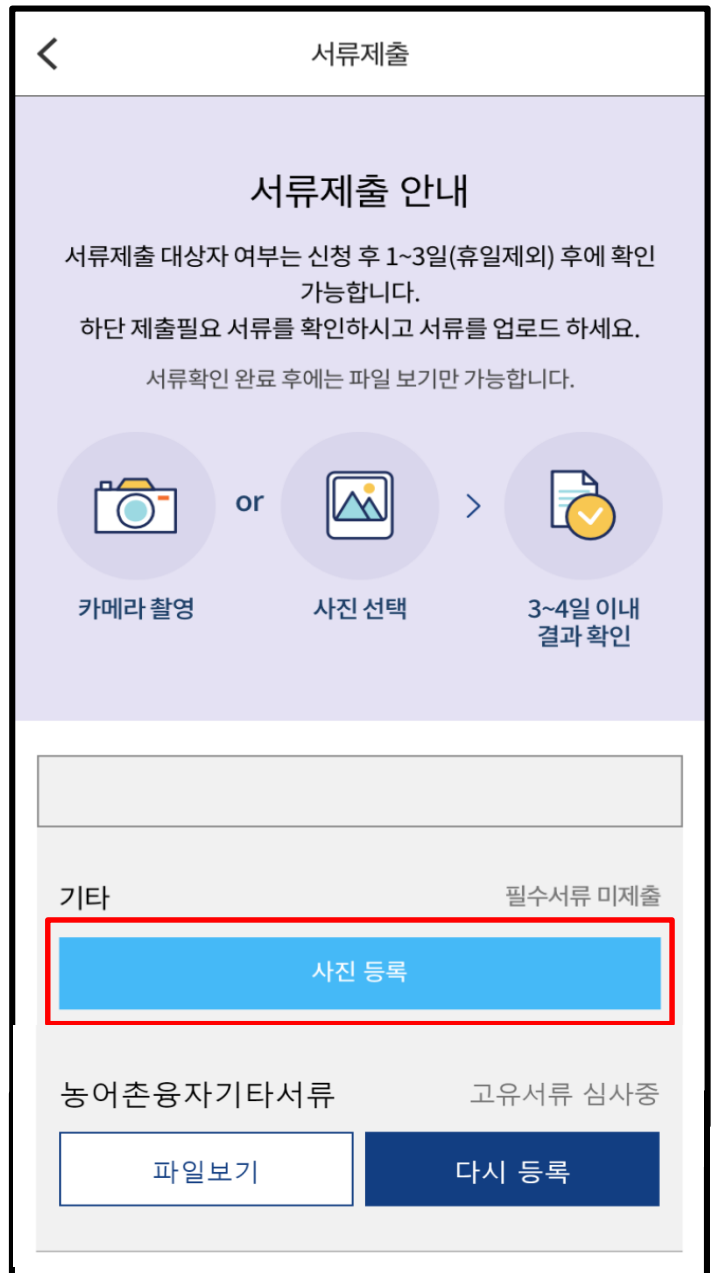 서류제출
서류제출 안내
서류제출 대상자 여부는 신청 후 1~3일(휴일제외) 후에 확인
가능합니다.
하단 제출필요 서류를 확인하시고 서류를 업로드 하세요.
서류확인 완료 후에는 파일 보기만 가능합니다.
or
카메라 촬영
사진 선택
3~4일 이내
결과 확인
기타
필수서류 미제출
사진 등록
농어촌융자기타서류
고유서류 심사중
파일보기
다시 등록